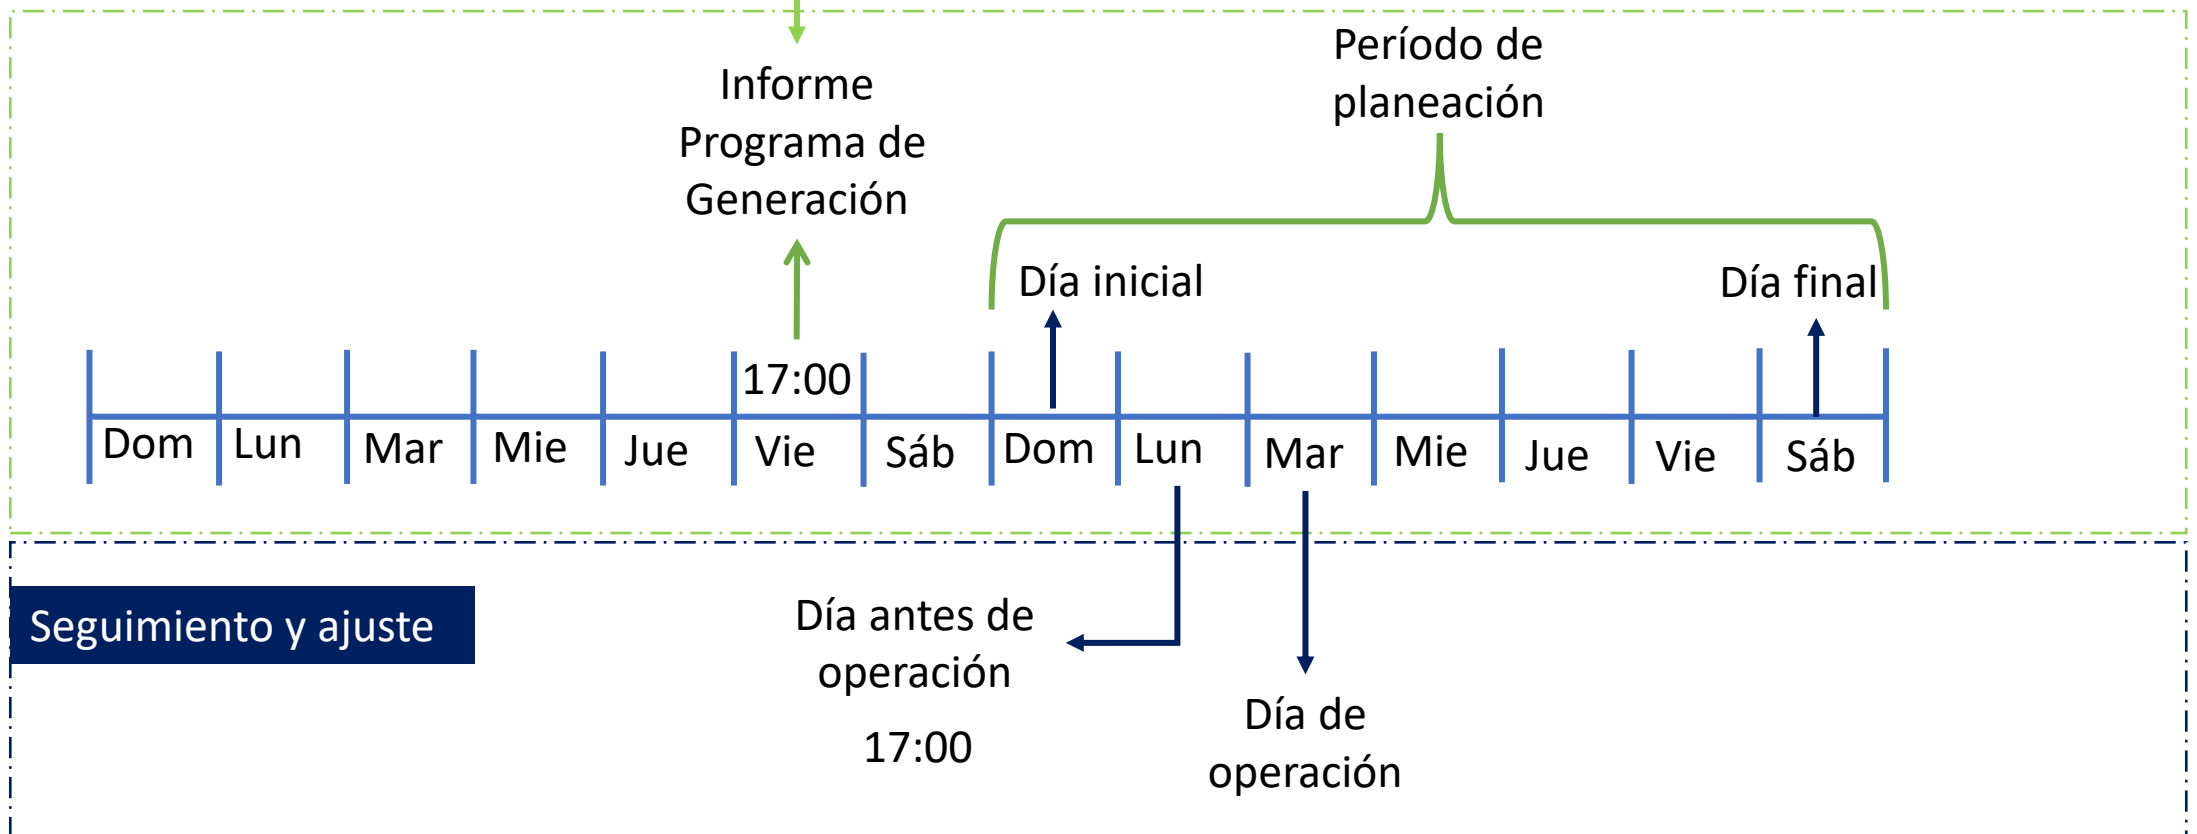 Informe
Programa de
Generación
Período de
planeación
Día inicial
Día final
17:00
Dom
Lun
Mar
Mie
Jue
Vie
Sáb
Dom
Lun
Mar
Mie
Jue
Vie
Sáb
Seguimiento y ajuste
Día antes de
operación
17:00
Día de
operación